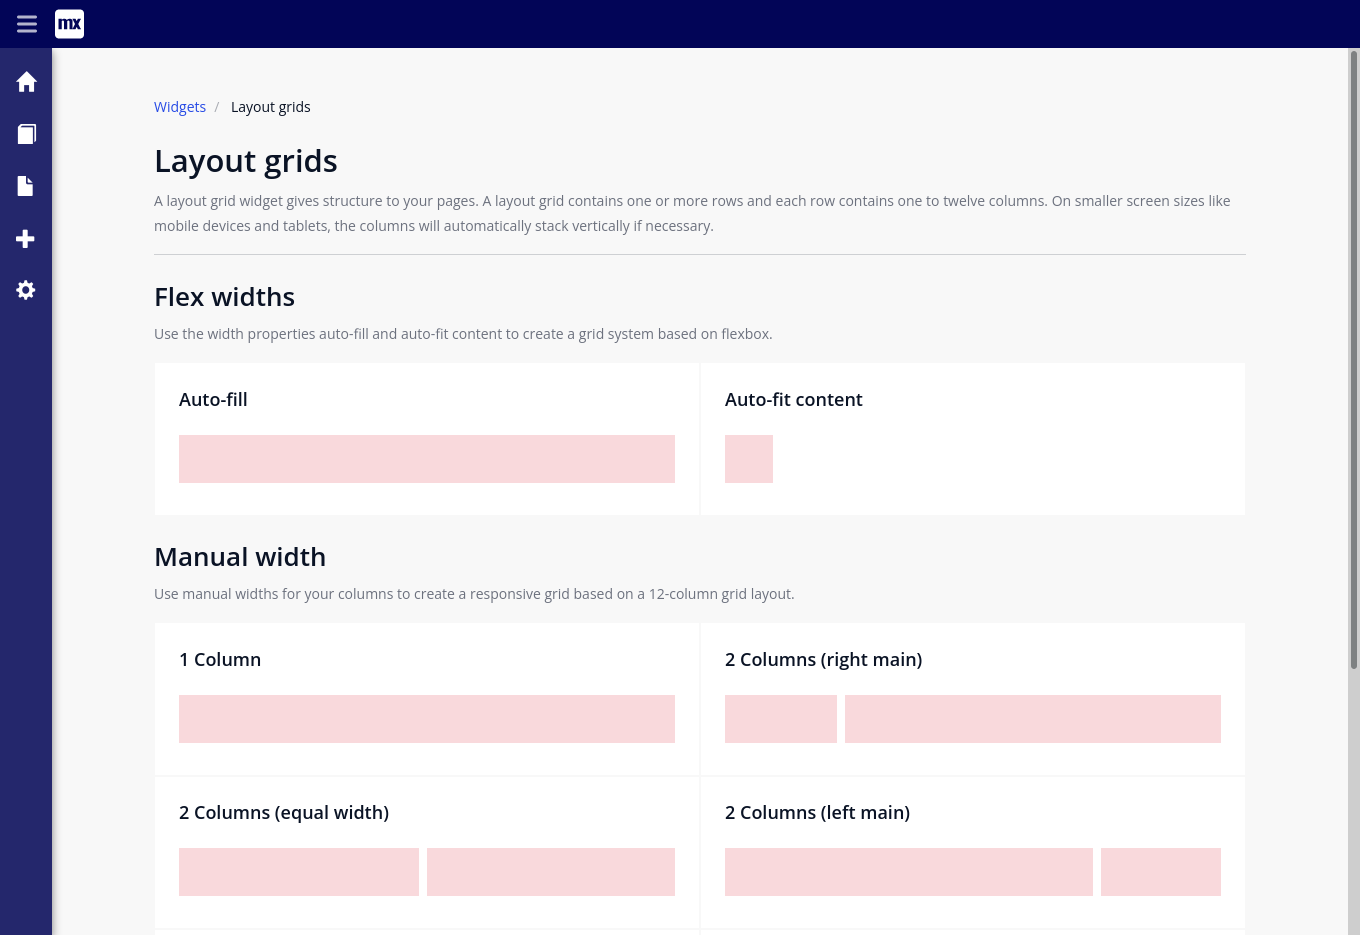 mx
Widgets / Layout grids
Layout grids
A layout grid widget gives structure to your pages. A layout grid contains one or more rows and each row contains one to twelve columns. On smaller screen sizes like
mobile devices and tablets, the columns will automatically stack vertically if necessary.
Flex widths
Use the width properties auto-fill and auto-fit content to create a grid system based on flexbox.
Auto-fill
Auto-fit content
Manual width
Use manual widths for your columns to create a responsive grid based on a 12-column grid layout.
1 Column
2 Columns (right main)
2 Columns (equal width)
2 Columns (left main)